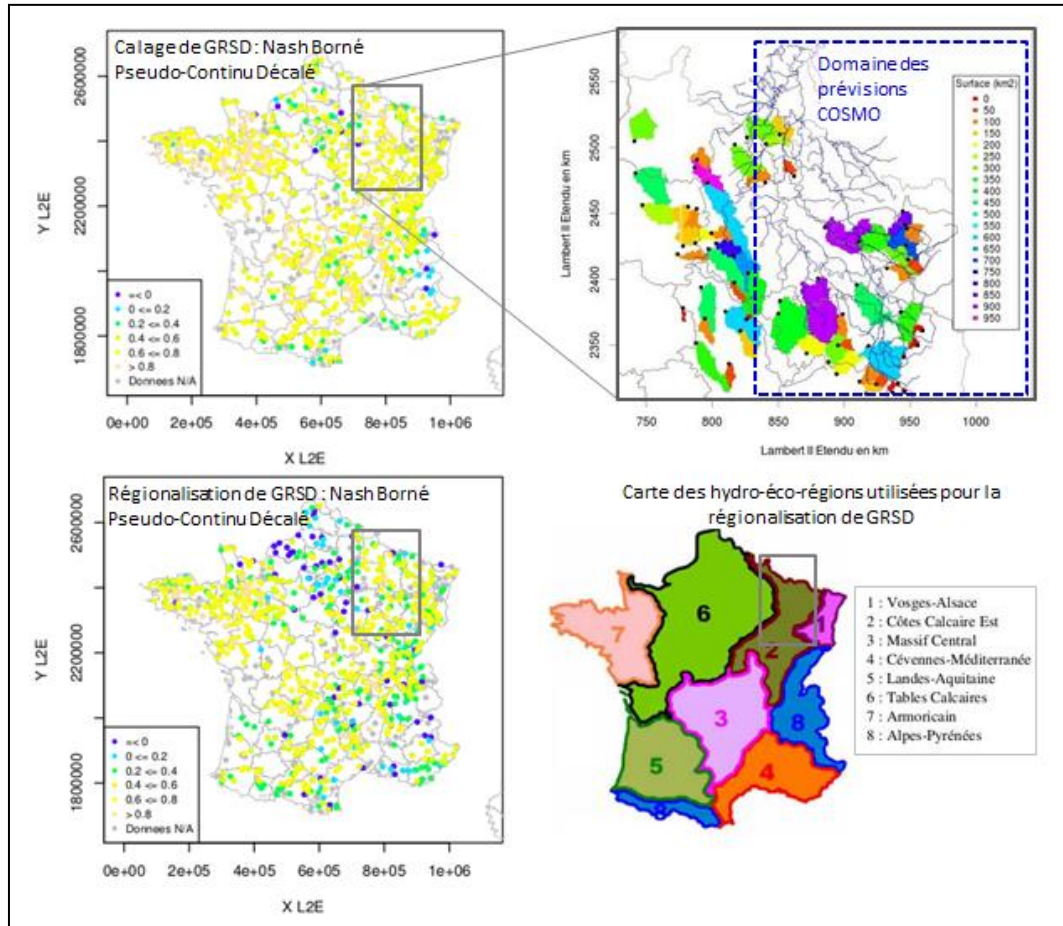 Calage de GRSD : Nash Borné
Pseudo-Continu Décalé
Y L2E
2600000
2200000
1800000
=< 0
0 <= 0.2
0.2 <= 0.4
0.4 <= 0.6
0.6 <= 0.8
> 0.8
Donnees N/A
0e+00 2e+05 4e+05 6e+05 8e+05 1e+06
X L2E
Domaine des
prévisions
COSMO
Surface (km2)
0
50
100
150
200
250
300
350
400
450
500
550
600
650
700
750
800
850
900
950
Lambert II Etendu en km
2550
2500
2450
2400
2350
750 800 850 900 950 1000
Lambert II Etendu en km
Régionalisation de GRSD : Nash Borné
Pseudo-Continu Décalé
Y L2E
2600000
2200000
1800000
=< 0
0 <= 0.2
0.2 <= 0.4
0.4 <= 0.6
0.6 <= 0.8
> 0.8
Donnees N/A
0e+00 2e+05 4e+05 6e+05 8e+05 1e+06
X L2E
Carte des hydro-éco-régions utilisées pour la
régionalisation de GRSD
1
2
3
4
5
6
7
8
8
1 : Vosges-Alsace
2 : Côtes Calcaire Est
3 : Massif Central
4 : Cévennes-Méditerranée
5 : Landes-Aquitaine
6 : Tables Calcaires
7 : Armoricain
8 : Alpes-Pyrénées